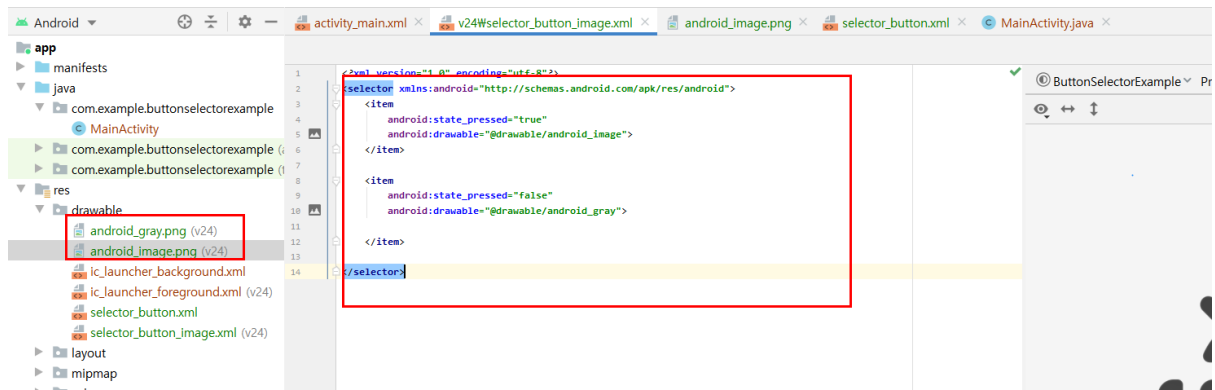 Android
activity_main.xml
v24₩selector_button_image.xml
android_image.png
selector_button.xml
MainActivity.java
app
manifests
java
com.example.buttonselectorexample
MainActivity
com.example.buttonselectorexample (
com.example.buttonselectorexample (
res
drawable
android_gray.png (v24)
android_image.png (v24)
ic_launcher_background.xml
ic_launcher_foreground.xml (v24)
selector_button.xml
selector_button_image.xml (v24)
layout
mipmap
1 <?xml version="1.0" encoding="utf-8"?>
2 <selector xmlns:android="http://schemas.android.com/apk/res/android">
3 <item
4 android:state_pressed="true"
5 android:drawable="@drawable/android_image">
6 </item>
7
8 <item
9 android:state_pressed="false"
10 android:drawable="@drawable/android_gray">
11
12 </item>
13
14 </selector>
ButtonSelectorExample